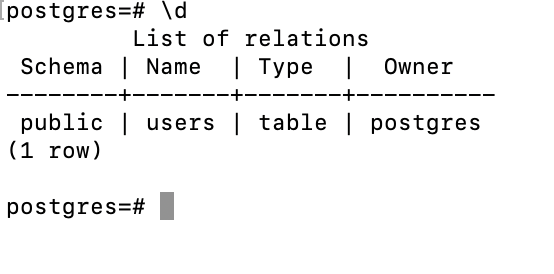 postgres=# \d
List of relations
Schema | Name | Type | Owner
--------+-------+-------+----------
public | users | table | postgres
(1 row)
postgres=#